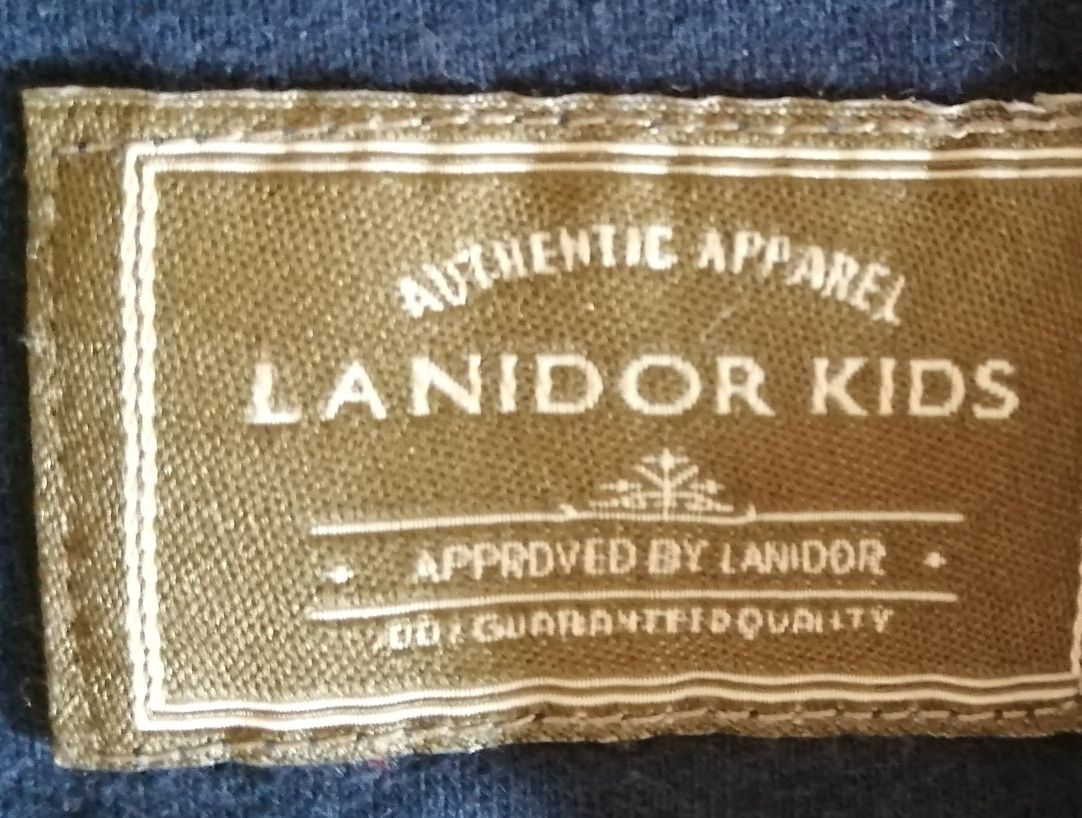 AUTHENTIC APPAREL
LANIDOR KIDS
APPROVED BY LANIDOR
GUARANTEED QUALITY